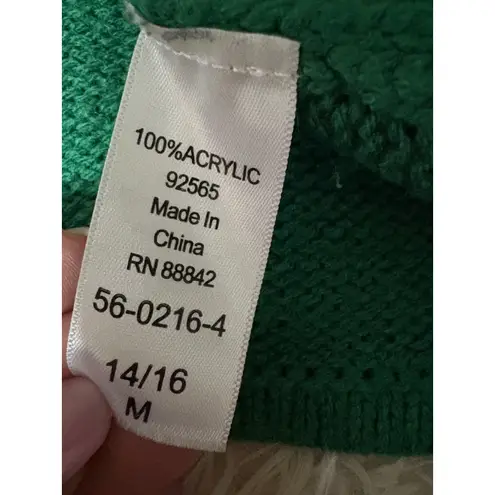 100%ACRYLIC
92565
Made In
China
RN 88842
56-0216-4
14/16
M